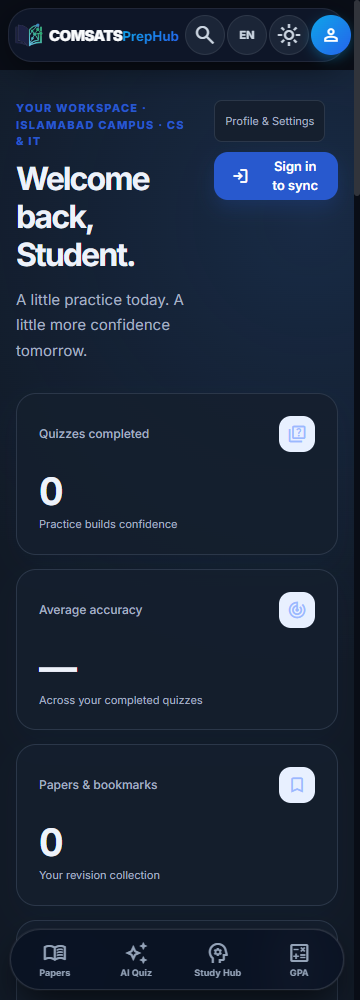 COMSATSPrepHub
EN
YOUR WORKSPACE ·
ISLAMABAD CAMPUS · CS
& IT
Welcome
back,
Student.
A little practice today. A
little more confidence
tomorrow.
Profile & Settings
Sign in
to sync
Quizzes completed
0
Practice builds confidence
Average accuracy
—
Across your completed quizzes
Papers & bookmarks
0
Your revision collection
Papers
AI Quiz
Study Hub
GPA